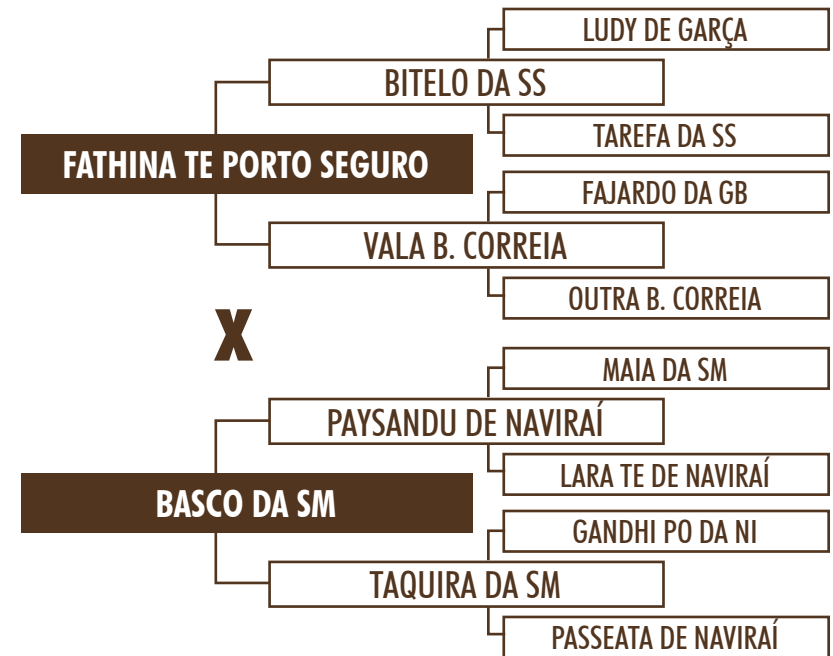 LUDY DE GARÇA
BITELO DA SS
TAREFA DA SS
FATHINA TE PORTO SEGURO
FAJARDO DA GB
VALA B. CORREIA
OUTRA B. CORREIA
X
MAIA DA SM
PAYSANDU DE NAVIRAÍ
LARA TE DE NAVIRAÍ
BASCO DA SM
GANDHI PO DA NI
TAQUIRA DA SM
PASSEATA DE NAVIRAÍ